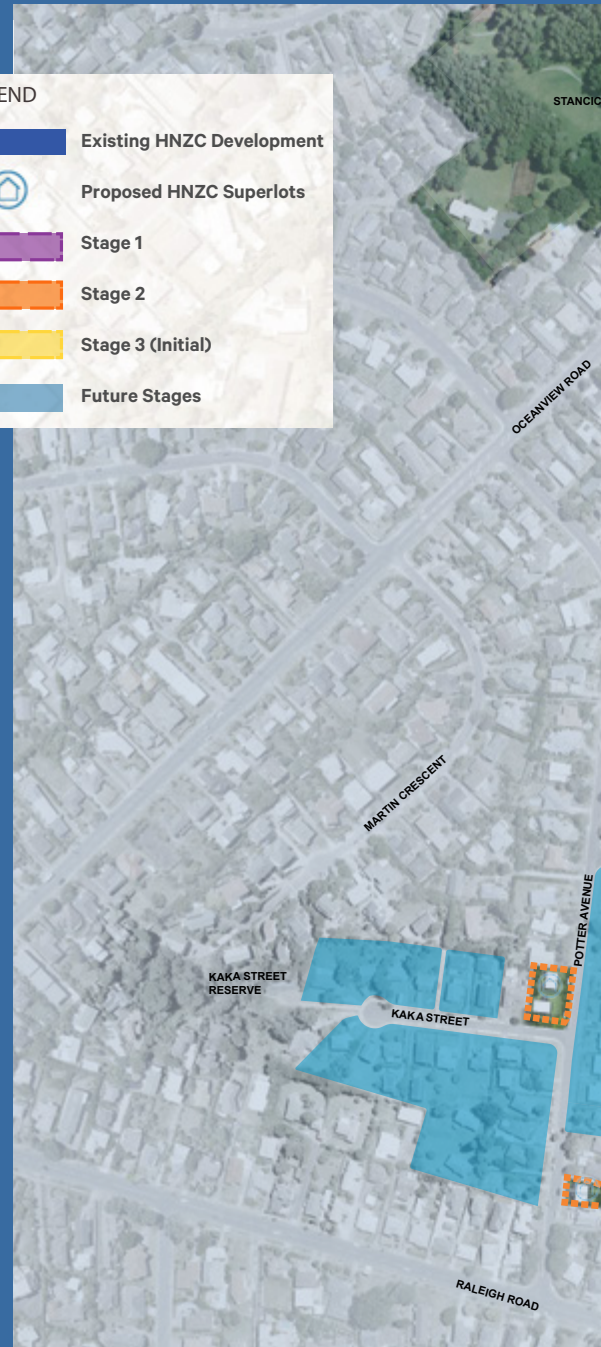 END
Existing HNZC Development
Proposed HNZC Superlots
Stage 1
Stage 2
Stage 3 (Initial)
Future Stages
STANCIC
OCEANVIEW ROAD
MARTIN CRESCENT
POTTER AVENUE
KAKA STREET
RESERVE
KAKA STREET
RALEIGH ROAD